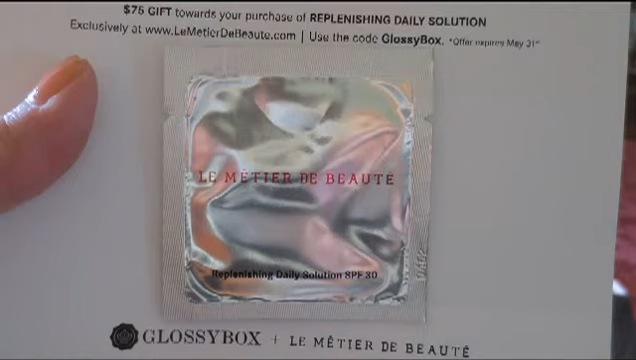 $75 GIFT towards your purchase of REPLENISHING DAILY SOLUTION
Exclusively at www.LeMetierDeBeaute.com | Use the code GlossyBox. *Offer expires May 31*
LE MÉTIER DE BEAUTÉ
Replenishing Daily Solution SPF 30
GLOSSYBOX + LE MÉTIER DE BEAUTÉ